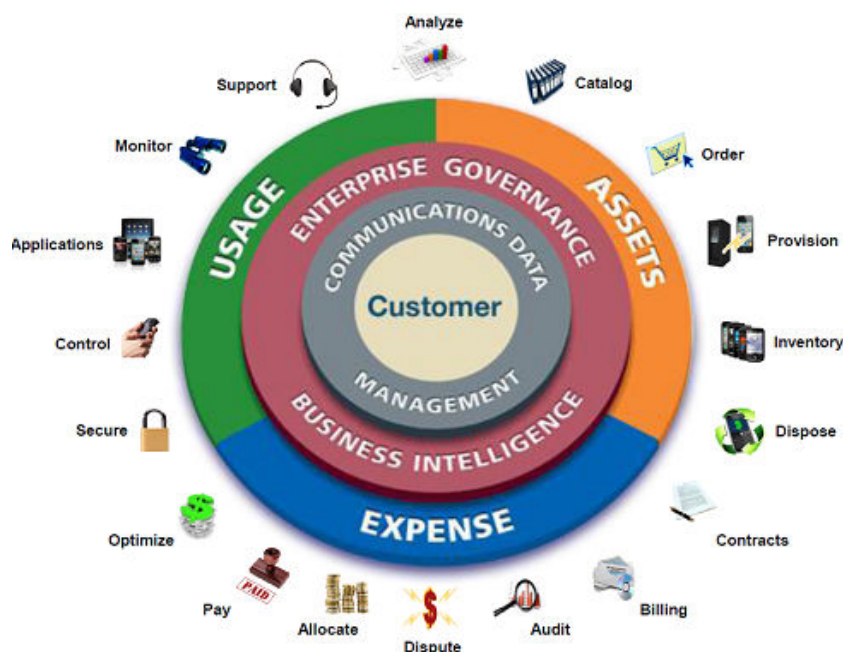 Analyze
Support
Catalog
Monitor
Order
Applications
Provision
Control
Inventory
Secure
Dispose
Optimize
Contracts
Pay
PAID
Allocate
Dispute
Audit
Billing
USAGE
ASSETS
EXPENSE
ENTERPRISE GOVERNANCE
BUSINESS INTELLIGENCE
COMMUNICATIONS DATA
MANAGEMENT
Customer